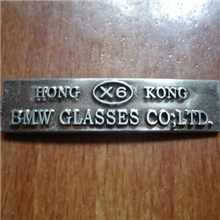 HONG X6 KONG
BMW GLASSES CO;LTD.